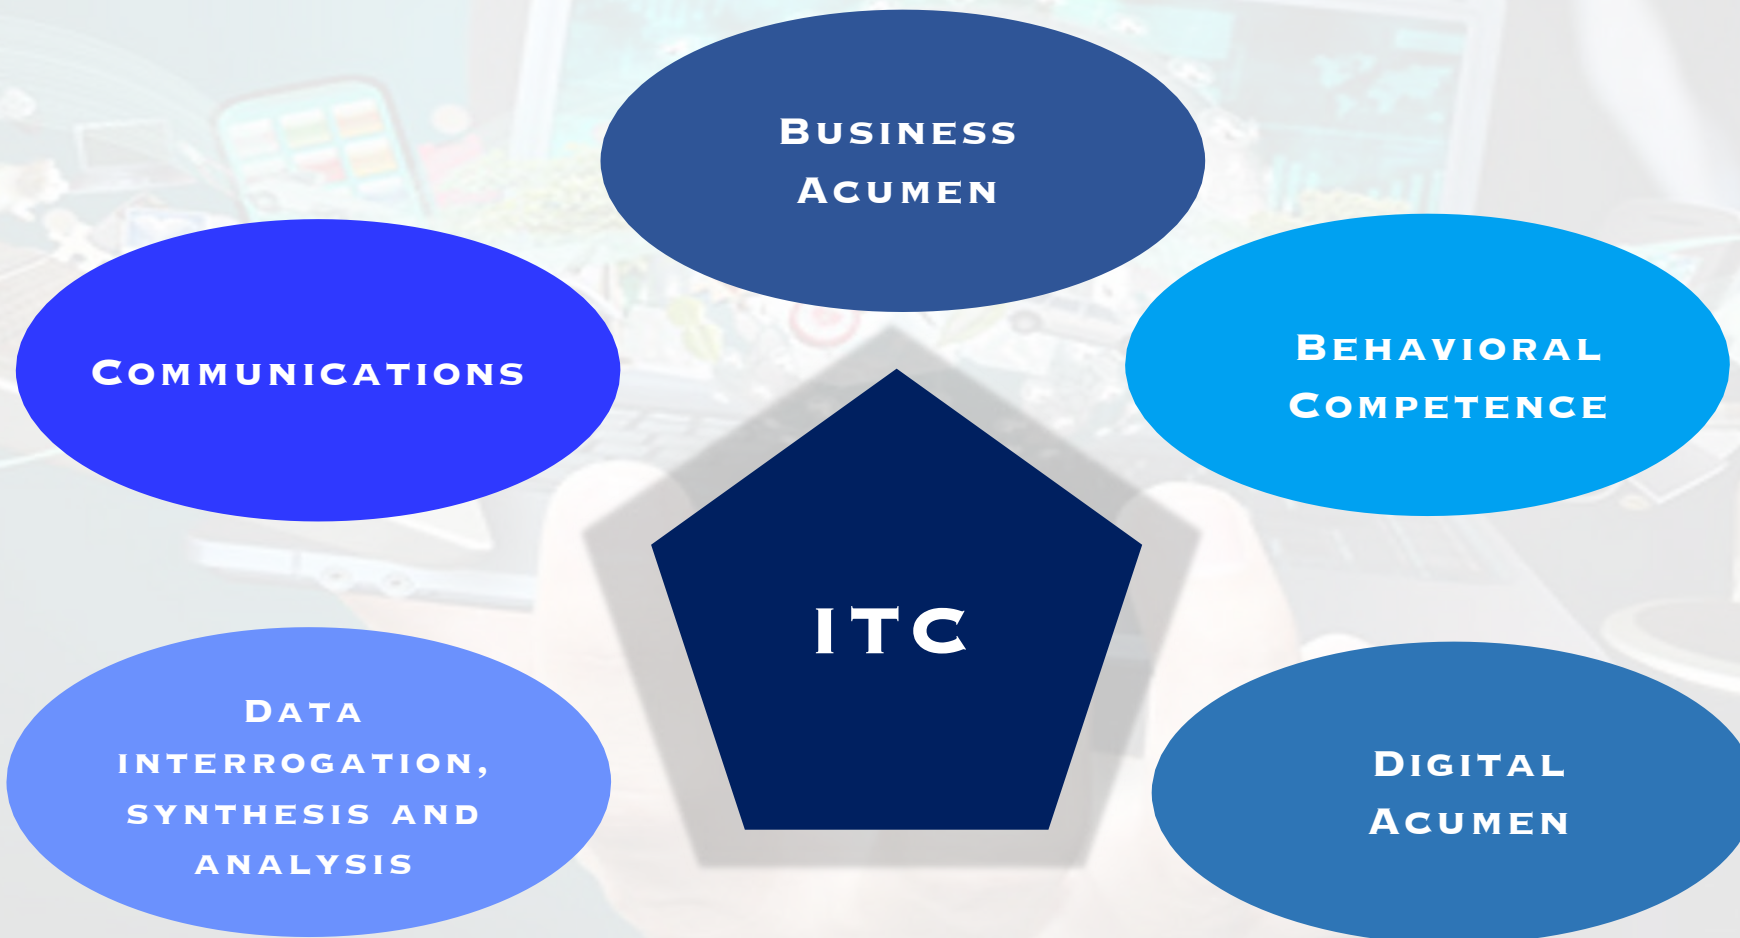 Business
Acumen
Communications
Behavioral
Competence
ITC
Data
interrogation,
synthesis and
analysis
Digital
Acumen